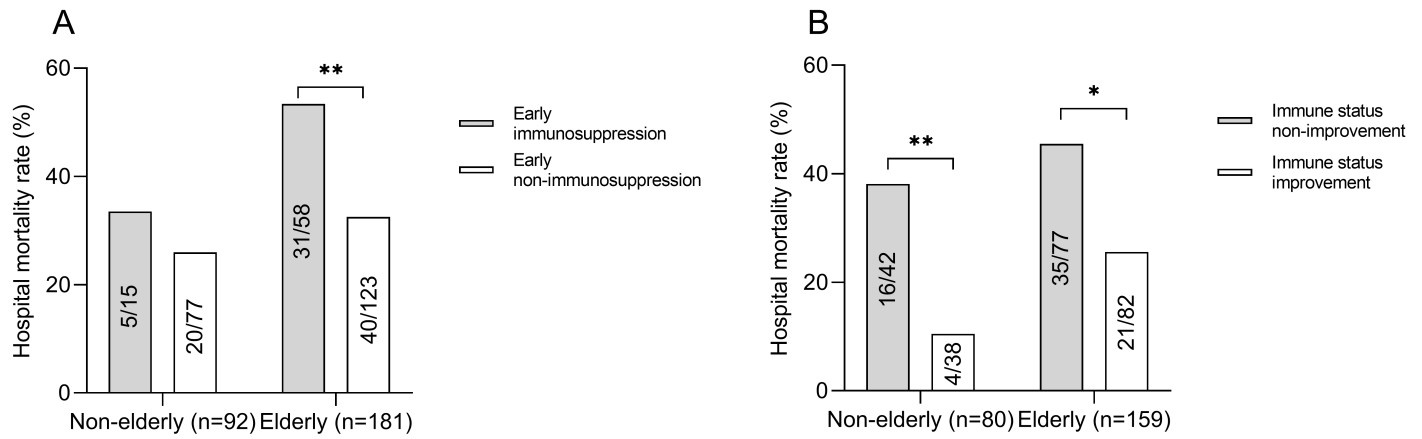 A
Hospital mortality rate (%)
60
40
20
0
**
5/15
20/77
31/58
40/123
Non-elderly (n=92)
Elderly (n=181)
Early
immunosuppression
Early
non-immunosuppression
B
Hospital mortality rate (%)
60
40
20
0
**
*
16/42
4/38
35/77
21/82
Non-elderly (n=80)
Elderly (n=159)
Immune status
non-improvement
Immune status
improvement